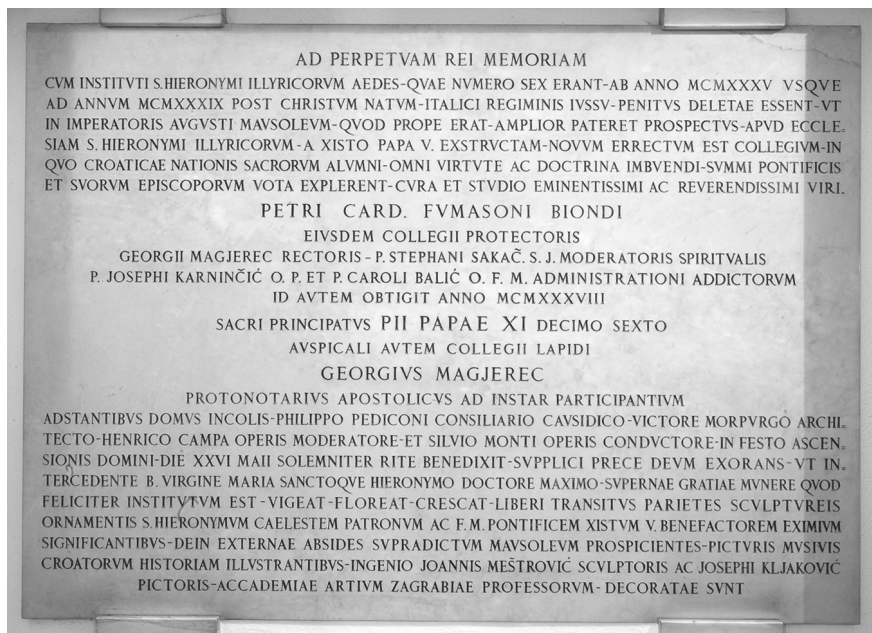 AD PERPETVAM REI MEMORIAM
CVM INSTITVTI S.HIERONYMI ILLYRICORVM AEDES-QVAE NVMERO SEX ERANT-AB ANNO MCMXXXV VSQVE
AD ANNVM MCMXXXIX POST CHRISTVM NATVM-ITALICI REGIMINIS IVSSV-PENITVS DELETAE ESSENT-VT
IN IMPERATORIS AVGVSTI MAVSOLEVM-QVOD PROPE ERAT-AMPLIOR PATERET PROSPECTVS-APVD ECCLE=
SIAM S.HIERONYMI ILLYRICORVM-A XISTO PAPA V. EXSTRVCTAM-NOVVM ERRECTVM EST COLLEGIVM-IN
QVO CROATICAE NATIONIS SACRORVM ALVMNI-OMNI VIRTVTE AC DOCTRINA IMBVENDI-SVMMI PONTIFICIS
ET SVORVM EPISCOPORVM VOTA EXPLERENT-CVRA ET STVDIO EMINENTISSIMI AC REVERENDISSIMI VIRI.
PETRI CARD. FVMASONI BIONDI
EIVSDEM COLLEGII PROTECTORIS
GEORGII MAGJEREC RECTORIS-P. STEPHANI SAKAČ. S. J. MODERATORIS SPIRITVALIS
P. JOSEPHI KARNINČIĆ O. P. ET P. CAROLI BALIĆ O. F. M. ADMINISTRATIONI ADDICTORVM
ID AVTEM OBTIGIT ANNO MCMXXXVIII
SACRI PRINCIPATVS PII PAPAE XI DECIMO SEXTO
AVSPICALI AVTEM COLLEGII LAPIDI
GEORGIVS MAGJEREC
PROTONOTARIVS APOSTOLICVS AD INSTAR PARTICIPANTIVM
ADSTANTIBVS DOMVS INCOLIS-PHILIPPO PEDICONI CONSILIARIO CAVSIDICO-VICTORE MORPVRGO ARCHI=
TECTO-HENRICO CAMPA OPERIS MODERATORE-ET SILVIO MONTI OPERIS CONDVCTORE-IN FESTO ASCEN=
SIONIS DOMINI-DIE XXVI MAII SOLEMNITER RITE BENEDIXIT-SVPPLICI PRECE DEVM EXORANS-VT IN=
TERCEDENTE B. VIRGINE MARIA SANCTOQVE HIERONYMO DOCTORE MAXIMO-SVPERNAE GRATIAE MVNERE QVOD
FELICITER INSTITVTVM EST-VIGEAT-FLOREAT-CRESCAT-LIBERI TRANSITVS PARIETES SCVLPTVREIS
ORNAMENTIS S.HIERONYMVM CAELESTEM PATRONVM AC F.M.PONTIFICEM XISTVM V. BENEFACTOREM EXIMIVM
SIGNIFICANTIBVS-DEIN EXTERNAE ABSIDES SVPRADICTVM MAVSOLEVM PROSPICIENTES-PICTVRIS MVSIVIS
CROATORVM HISTORIAM ILLVSTRANTIBVS-INGENIO JOANNIS MEŠTROVIĆ SCVLPTORIS AC JOSEPHI KLJAKOVIĆ
PICTORIS-ACCADEMIAE ARTIVM ZAGRABIAE PROFESSORVM-DECORATAE SVNT